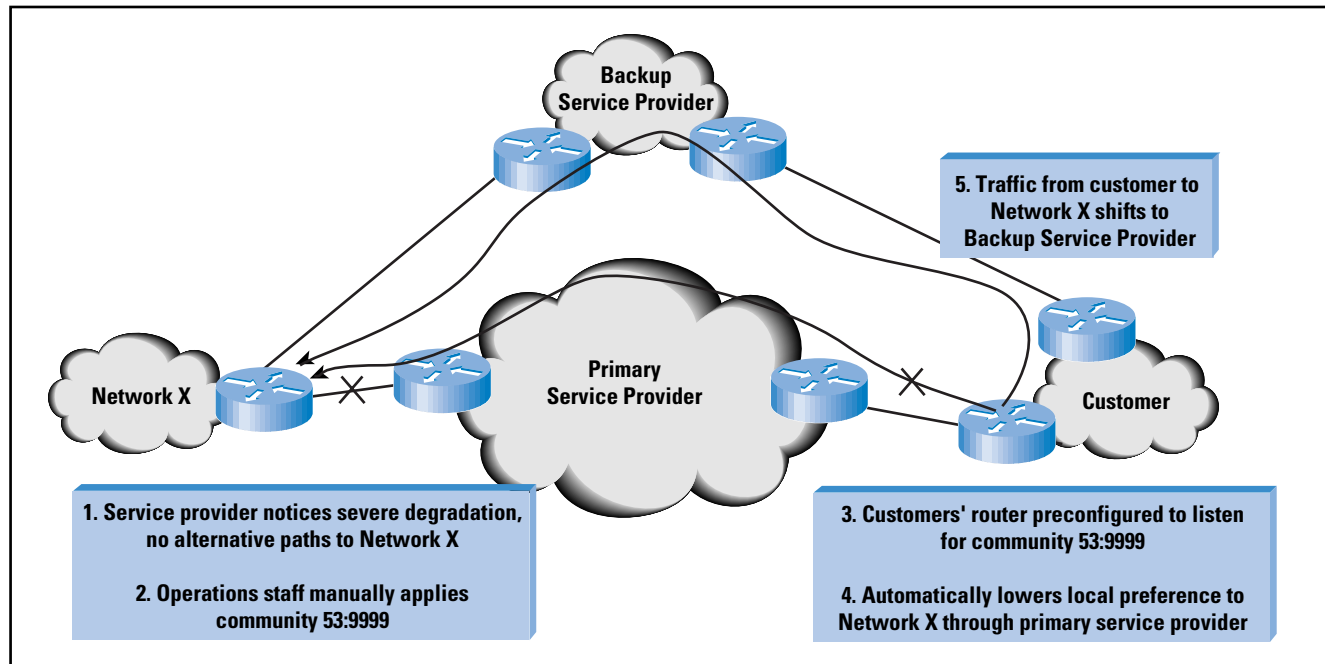 Backup
Service Provider
5. Traffic from customer to
Network X shifts to
Backup Service Provider
Network X
Primary
Service Provider
Customer
1. Service provider notices severe degradation,
no alternative paths to Network X
2. Operations staff manually applies
community 53:9999
3. Customers' router preconfigured to listen
for community 53:9999
4. Automatically lowers local preference to
Network X through primary service provider